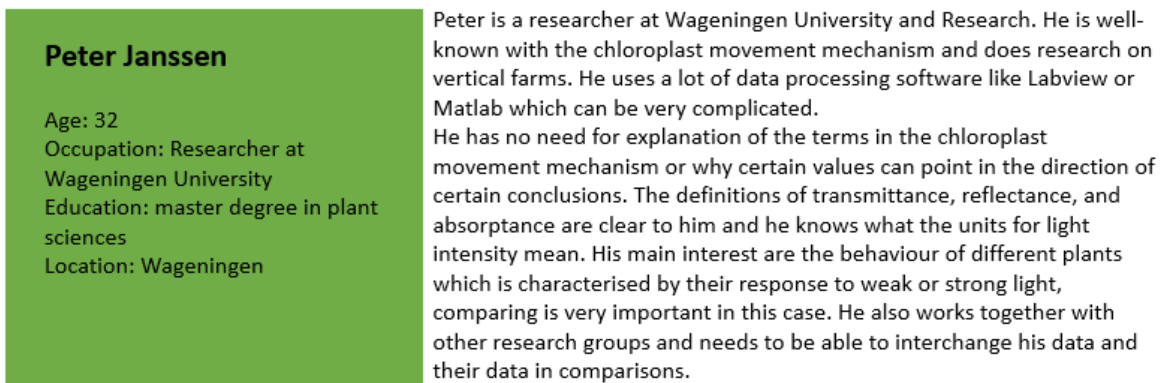 Peter Janssen
Age: 32
Occupation: Researcher at
Wageningen University
Education: master degree in plant
sciences
Location: Wageningen
Peter is a researcher at Wageningen University and Research. He is well-
known with the chloroplast movement mechanism and does research on
vertical farms. He uses a lot of data processing software like Labview or
Matlab which can be very complicated.
He has no need for explanation of the terms in the chloroplast
movement mechanism or why certain values can point in the direction of
certain conclusions. The definitions of transmittance, reflectance, and
absorptance are clear to him and he knows what the units for light
intensity mean. His main interest are the behaviour of different plants
which is characterised by their response to weak or strong light,
comparing is very important in this case. He also works together with
other research groups and needs to be able to interchange his data and
their data in comparisons.